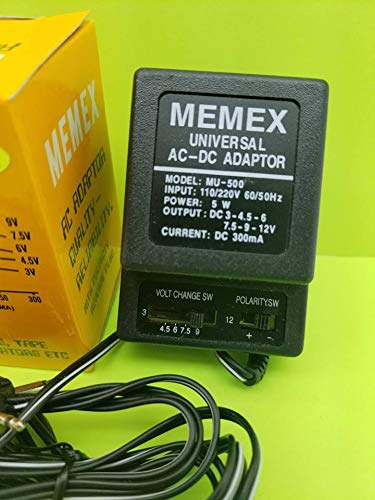 MEMEX
UNIVERSAL
AC-DC ADAPTOR
MODEL: MU-500
INPUT: 110/220V 60/50Hz
POWER: 5 W
OUTPUT: DC 3-4.5-6
7.5-9-12V
CURRENT: DC 300mA
VOLT CHANGE SW
POLARITY SW
3
12
4.5 6 7.5 9
+ -
MEMEX
AC ADAPTOR
QUALITY
9V
7.5V
6V
4.5V
3V
300
TAPE
ETC